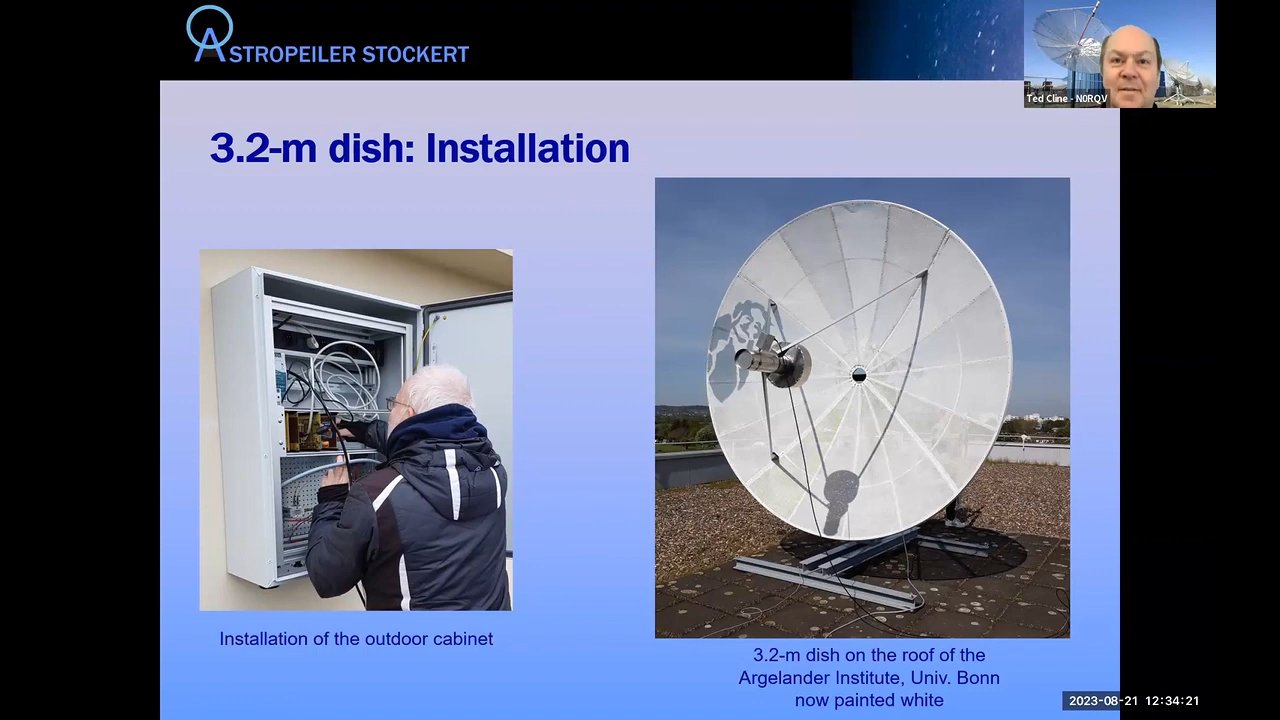 ASTROPEILER STOCKERT
Ted Cline - N0RQV
3.2-m dish: Installation
Installation of the outdoor cabinet
3.2-m dish on the roof of the
Argelander Institute, Univ. Bonn
now painted white
2023-08-21 12:34:21